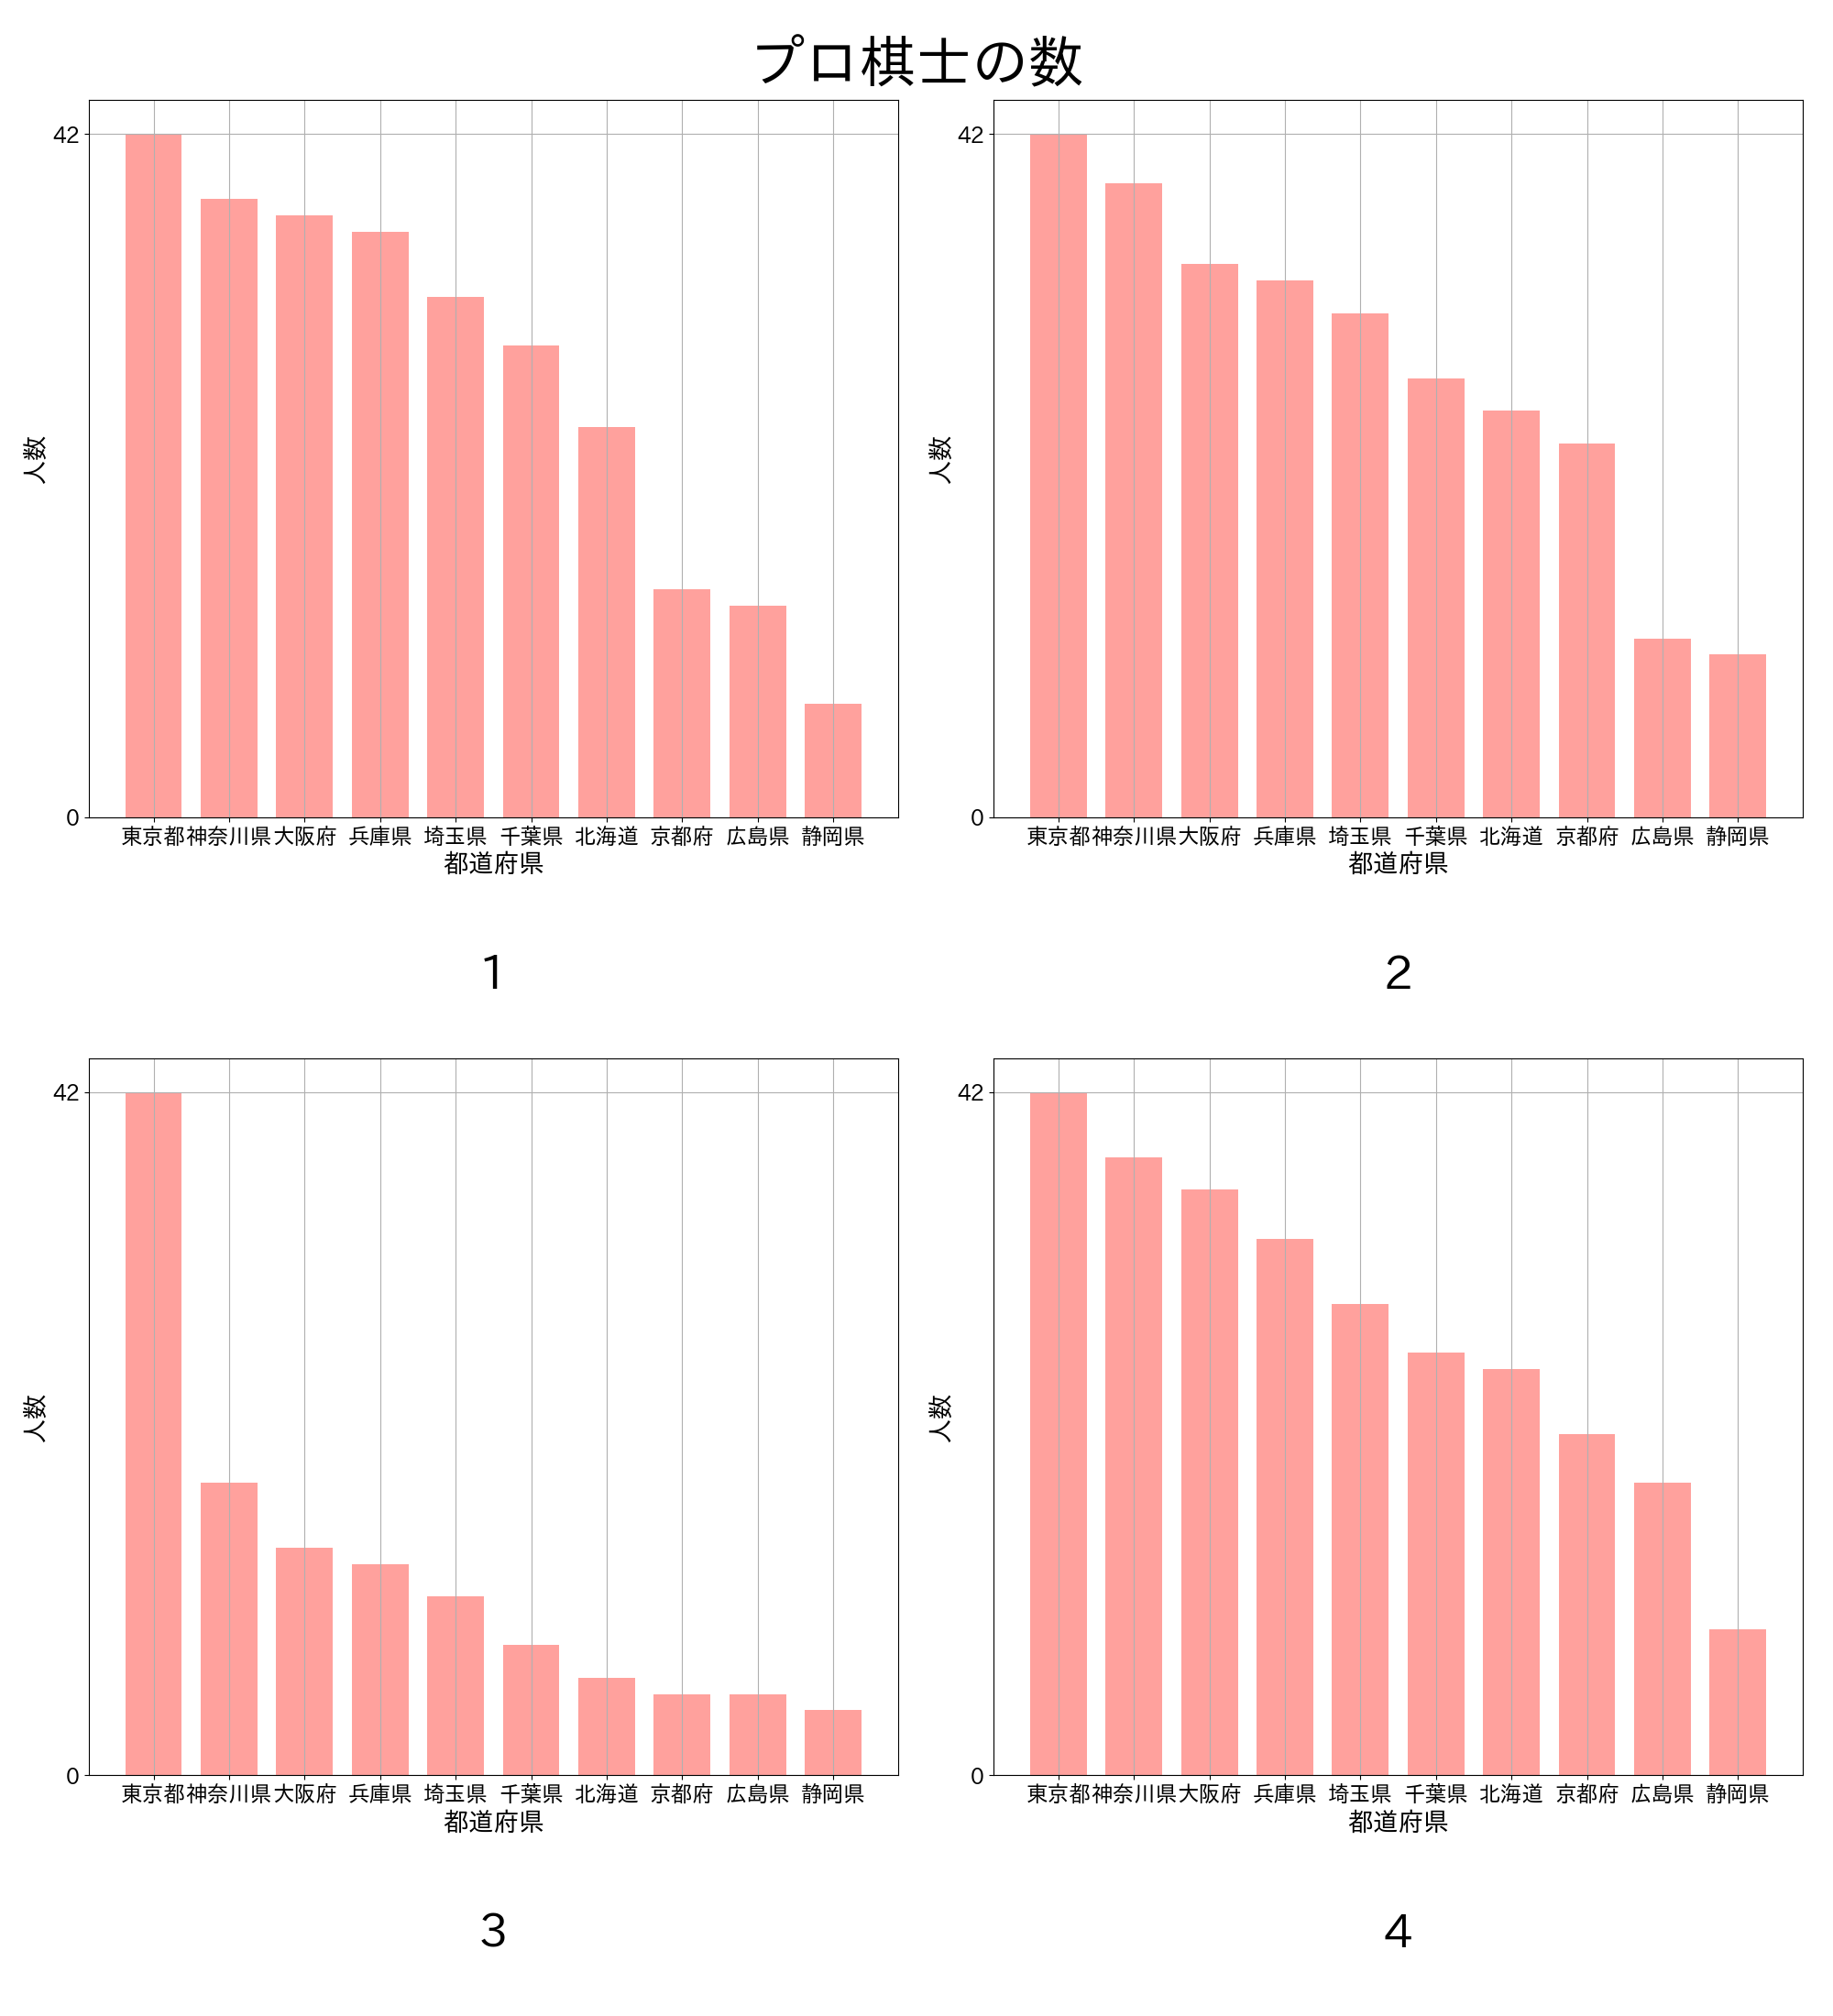 プロ棋士の数
42
0
人数
東京都 神奈川県 大阪府 兵庫県 埼玉県 千葉県 北海道 京都府 広島県 静岡県
都道府県
1
42
0
人数
東京都 神奈川県 大阪府 兵庫県 埼玉県 千葉県 北海道 京都府 広島県 静岡県
都道府県
2
42
0
人数
東京都 神奈川県 大阪府 兵庫県 埼玉県 千葉県 北海道 京都府 広島県 静岡県
都道府県
3
42
0
人数
東京都 神奈川県 大阪府 兵庫県 埼玉県 千葉県 北海道 京都府 広島県 静岡県
都道府県
4